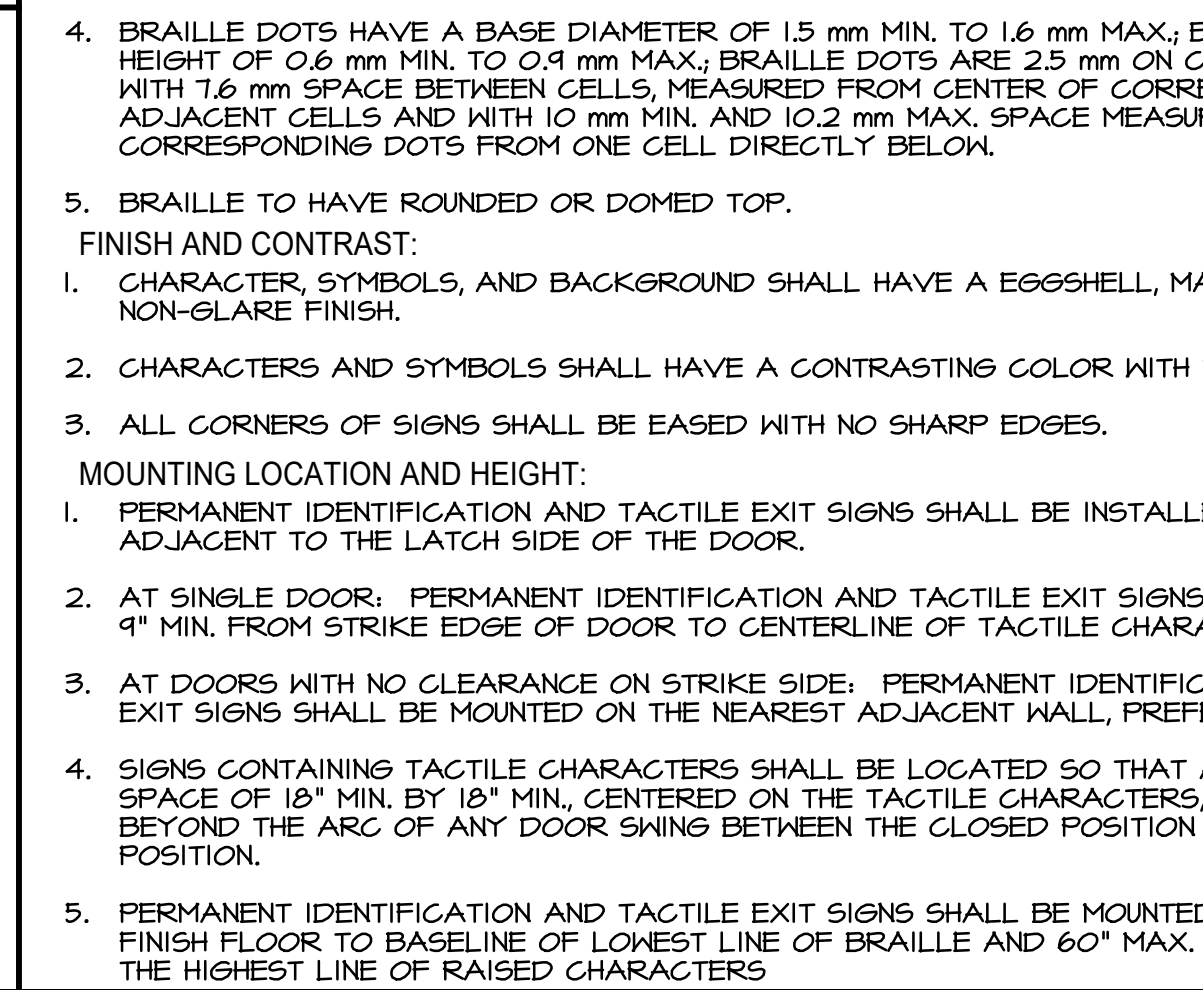 4. BRAILLE DOTS HAVE A BASE DIAMETER OF 1.5 mm MIN. TO 1.6 mm MAX.;
HEIGHT OF 0.6 mm MIN. TO 0.9 mm MAX.; BRAILLE DOTS ARE 2.5 mm ON
WITH 7.6 mm SPACE BETWEEN CELLS, MEASURED FROM CENTER OF
ADJACENT CELLS AND WITH 10 mm MIN. AND 10.2 mm MAX. SPACE
CORRESPONDING DOTS FROM ONE CELL DIRECTLY BELOW.
5. BRAILLE TO HAVE ROUNDED OR DOMED TOP.
FINISH AND CONTRAST:
1. CHARACTER, SYMBOLS, AND BACKGROUND SHALL HAVE A EGGSHELL,
NON-GLARE FINISH.
2. CHARACTERS AND SYMBOLS SHALL HAVE A CONTRASTING COLOR WITH
3. ALL CORNERS OF SIGNS SHALL BE EASED WITH NO SHARP EDGES.
MOUNTING LOCATION AND HEIGHT:
1. PERMANENT IDENTIFICATION AND TACTILE EXIT SIGNS SHALL BE
ADJACENT TO THE LATCH SIDE OF THE DOOR.
2. AT SINGLE DOOR: PERMANENT IDENTIFICATION AND TACTILE EXIT SIGNS
9" MIN. FROM STRIKE EDGE OF DOOR TO CENTERLINE OF TACTILE
3. AT DOORS WITH NO CLEARANCE ON STRIKE SIDE: PERMANENT
EXIT SIGNS SHALL BE MOUNTED ON THE NEAREST ADJACENT WALL,
4. SIGNS CONTAINING TACTILE CHARACTERS SHALL BE LOCATED SO THAT
SPACE OF 18" MIN. BY 18" MIN., CENTERED ON THE TACTILE CHARACTERS,
BEYOND THE ARC OF ANY DOOR SWING BETWEEN THE CLOSED POSITION
POSITION.
5. PERMANENT IDENTIFICATION AND TACTILE EXIT SIGNS SHALL BE MOUNTED
FINISH FLOOR TO BASELINE OF LOWEST LINE OF BRAILLE AND 60" MAX.
THE HIGHEST LINE OF RAISED CHARACTERS